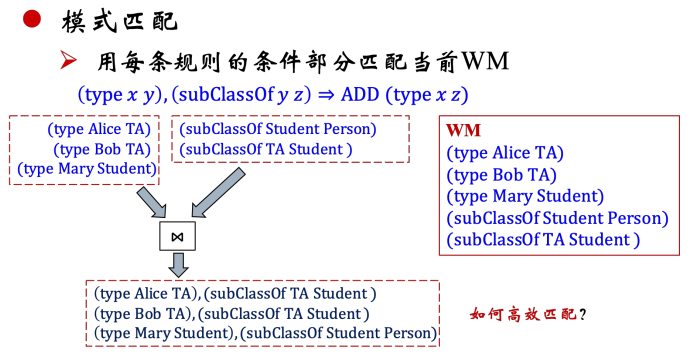 ● 模式匹配
➤ 用每条规则的条件部分匹配当前WM
(type x y), (subClassOf y z) ⇒ ADD (type x z)
(type Alice TA)
(type Bob TA)
(type Mary Student)
(subClassOf Student Person)
(subClassOf TA Student )
WM
(type Alice TA)
(type Bob TA)
(type Mary Student)
(subClassOf Student Person)
(subClassOf TA Student )
⋈
(type Alice TA), (subClassOf TA Student )
(type Bob TA), (subClassOf TA Student )
(type Mary Student), (subClassOf Student Person)
如何高效匹配?